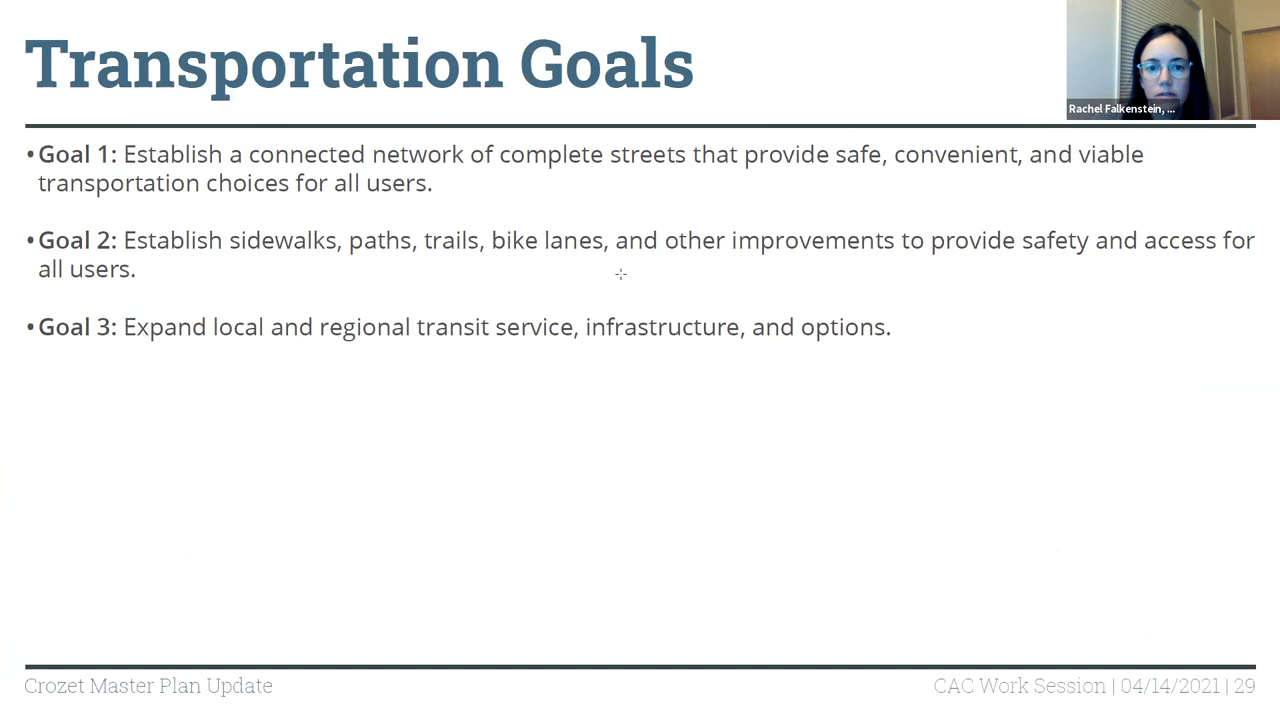 Transportation Goals
Rachel Falkenstein, ...
• Goal 1: Establish a connected network of complete streets that provide safe, convenient, and viable
transportation choices for all users.
• Goal 2: Establish sidewalks, paths, trails, bike lanes, and other improvements to provide safety and access for
all users.
• Goal 3: Expand local and regional transit service, infrastructure, and options.
Crozet Master Plan Update
CAC Work Session | 04/14/2021 | 29